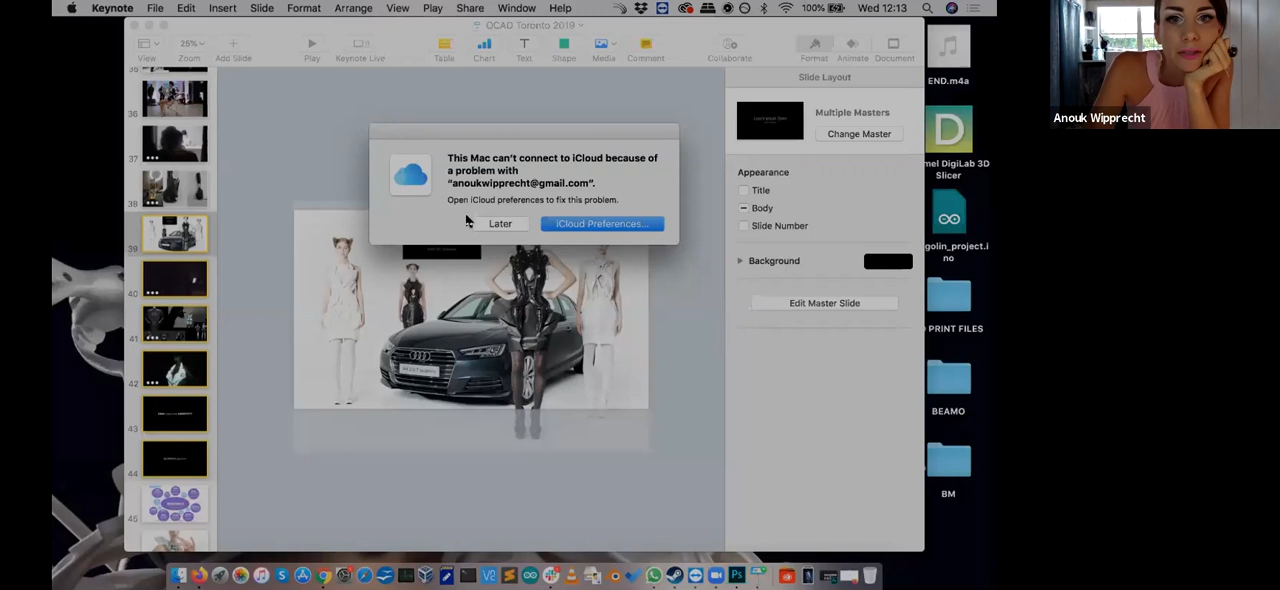 Keynote File Edit Insert Slide Format Arrange View Play Share Window Help 100% Wed 12:13
OCAD Toronto 2019
25%
View Zoom Add Slide Play Keynote Live Table Chart Text Shape Media Comment Collaborate Format Animate Document
Slide Layout
Multiple Masters
Change Master
Appearance
Title
Body
Slide Number
Background
Edit Master Slide
This Mac can't connect to iCloud because of
a problem with
"anoukwipprecht@gmail.com".
Open iCloud preferences to fix this problem.
Later
iCloud Preferences...
35
36
37
38
39
40
41
42
43
44
45
END.m4a
mel DigiLab 3D
Slicer
golin_project.i
no
PRINT FILES
BEAMO
BM
Anouk Wipprecht